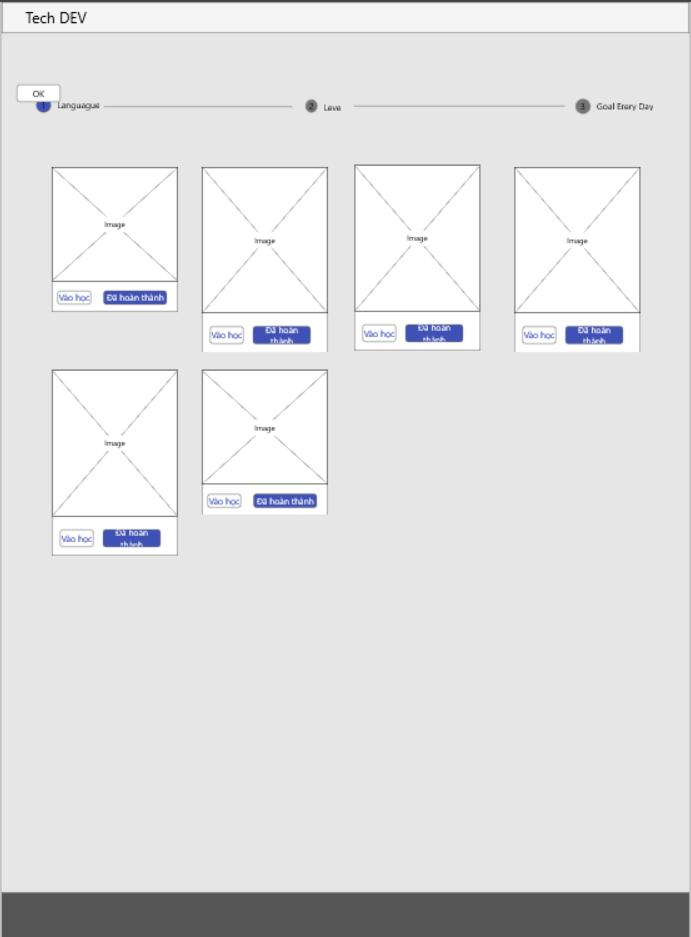 Tech DEV
OK
1 Languague
2 Leve
3 Goal Erery Day
Image
Image
Image
Image
Vào học Đã hoàn thành
Vào học Đã hoàn thành
Vào học Đã hoàn thành
Vào học Đã hoàn thành
Image
Image
Vào học Đã hoàn thành
Vào học Đã hoàn thành